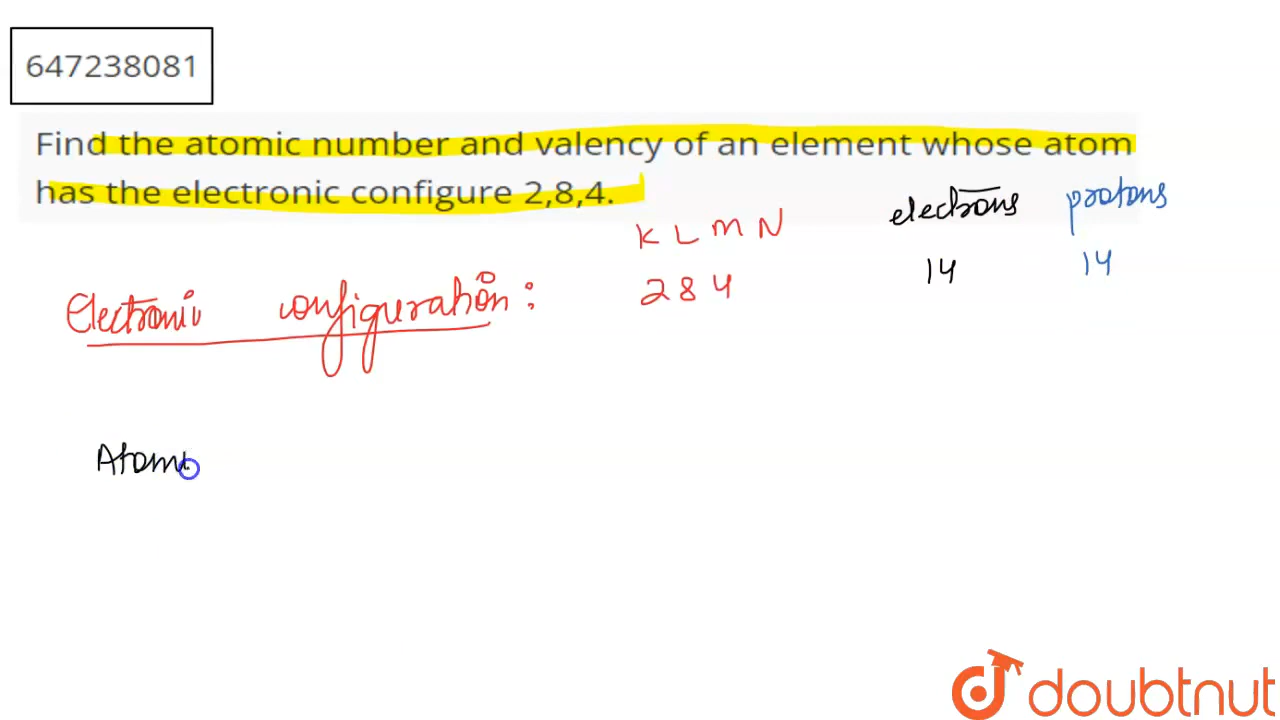 647238081
Find the atomic number and valency of an element whose atom
has the electronic configure 2,8,4.
K L M N
electrons protons
Electronic configuration : 2 8 4
14 14
Atomi
doubtnut